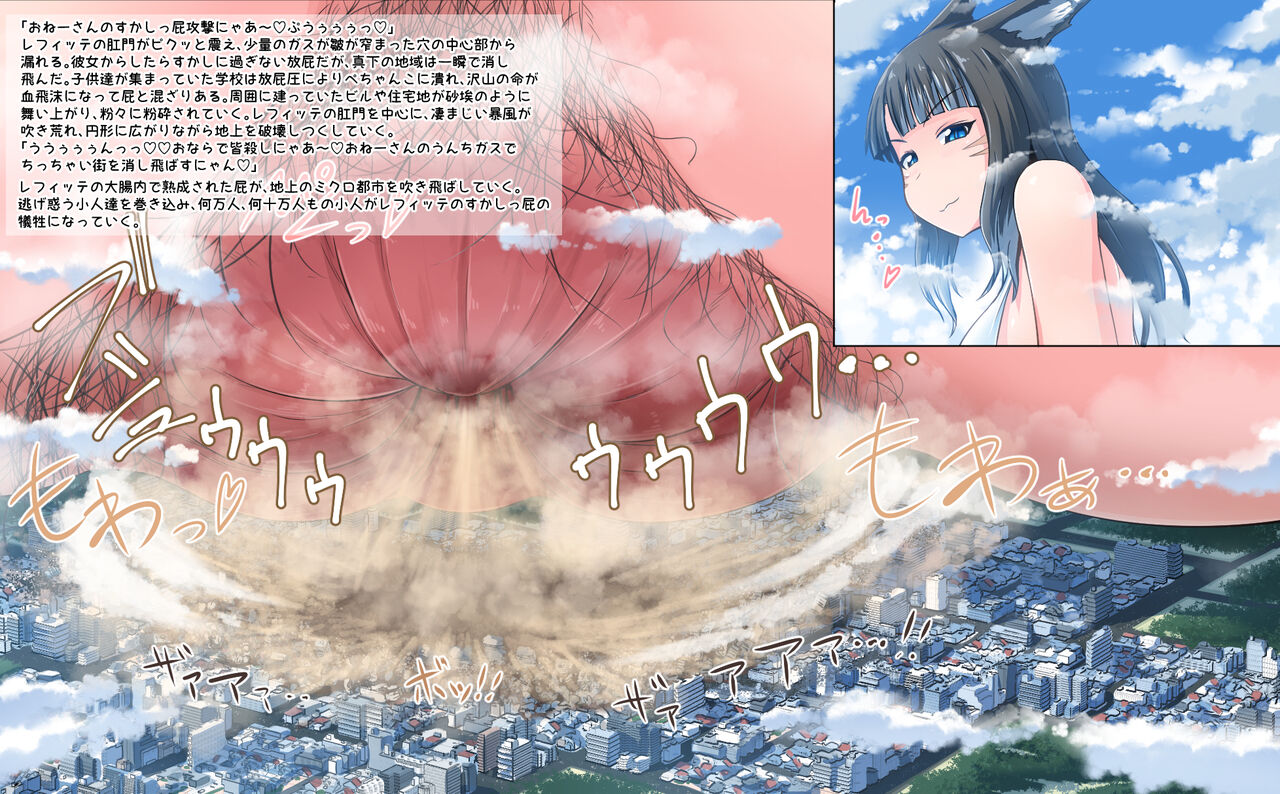 「おねーさんのすかしっ屁攻撃にゃあ～♡ぷうぅぅぅっ♡」
レフィッテの肛門がビクッと震え、少量のガスが皺が窄まった穴の中心部から
漏れる。彼女からしたらすかしに過ぎない放屁だが、真下の地域は一瞬で消し
飛んだ。子供達が集まっていた学校は放屁圧によりぺちゃんこに潰れ、沢山の命が
血飛沫になって屁と混ざりある。周囲に建っていたビルや住宅地が砂埃のように
舞い上がり、粉々に粉砕されていく。レフィッテの肛門を中心に、凄まじい暴風が
吹き荒れ、円形に広がりながら地上を破壊しつくしていく。
「ううぅぅぅんっっ♡♡おならで皆殺しにゃあ～♡おねーさんのうんちガスで
ちっちゃい街を消し飛ばすにゃん♡」
レフィッテの大腸内で熟成された屁が、地上のミクロ都市を吹き飛ばしていく。
逃げ惑う小人達を巻き込み、何万人、何十万人もの小人がレフィッテのすかしっ屁の
犠牲になっていく。
んっ…♡
ブシュゥゥゥ
ゥゥゥゥ…
もわっ♡
もわぁ…
ザァァァっ…
ボッ!!
ザァァァァ…!!